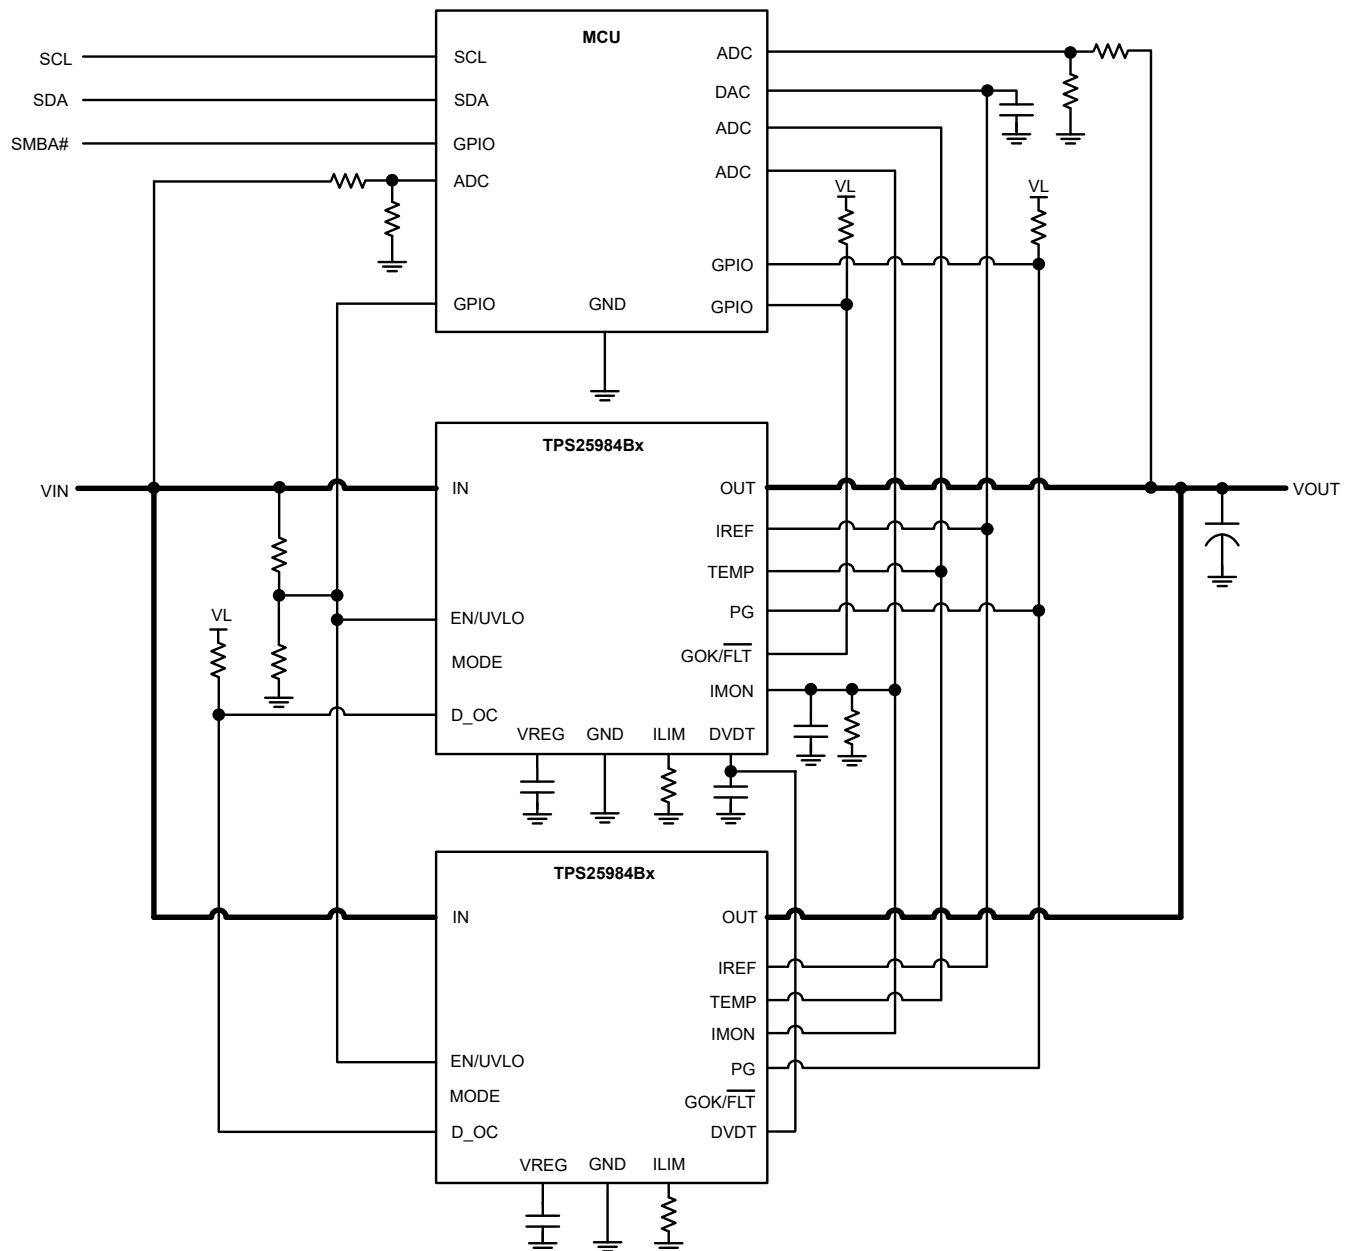 MCU
SCL
SCL
ADC
SDA
SDA
DAC
SMBA#
GPIO
ADC
ADC
ADC
VL
VL
GPIO
GPIO
GND
GPIO
TPS25984Bx
VIN
IN
OUT
VOUT
IREF
TEMP
VL
EN/UVLO
PG
MODE
GOK/FLT
IMON
D_OC
VREG
GND
ILIM
DVDT
TPS25984Bx
IN
OUT
IREF
TEMP
IMON
EN/UVLO
PG
MODE
GOK/FLT
D_OC
DVDT
VREG
GND
ILIM